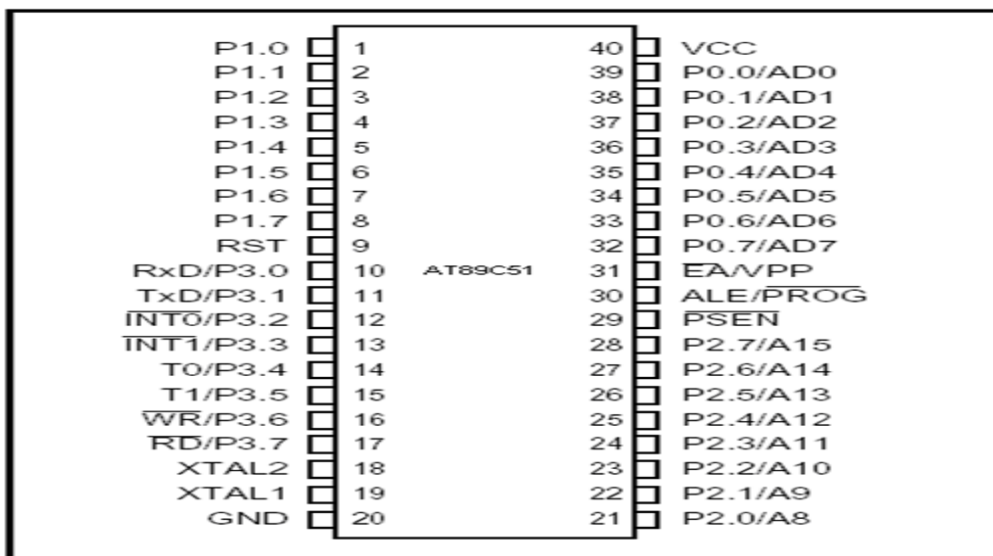 P1.0 1 40 VCC
P1.1 2 39 P0.0/AD0
P1.2 3 38 P0.1/AD1
P1.3 4 37 P0.2/AD2
P1.4 5 36 P0.3/AD3
P1.5 6 35 P0.4/AD4
P1.6 7 34 P0.5/AD5
P1.7 8 33 P0.6/AD6
RST 9 32 P0.7/AD7
RxD/P3.0 10 AT89C51 31 EA/VPP
TxD/P3.1 11 30 ALE/PROG
INT0/P3.2 12 29 PSEN
INT1/P3.3 13 28 P2.7/A15
T0/P3.4 14 27 P2.6/A14
T1/P3.5 15 26 P2.5/A13
WR/P3.6 16 25 P2.4/A12
RD/P3.7 17 24 P2.3/A11
XTAL2 18 23 P2.2/A10
XTAL1 19 22 P2.1/A9
GND 20 21 P2.0/A8